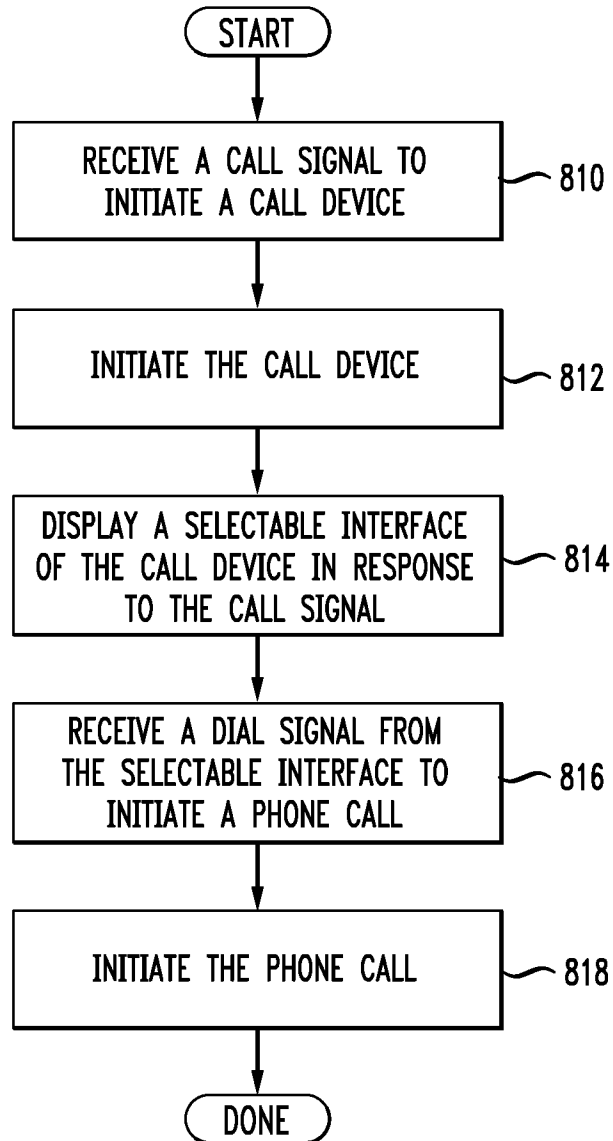 START
RECEIVE A CALL SIGNAL TO
INITIATE A CALL DEVICE
810
INITIATE THE CALL DEVICE
812
DISPLAY A SELECTABLE INTERFACE
OF THE CALL DEVICE IN RESPONSE
TO THE CALL SIGNAL
814
RECEIVE A DIAL SIGNAL FROM
THE SELECTABLE INTERFACE TO
INITIATE A PHONE CALL
816
INITIATE THE PHONE CALL
818
DONE